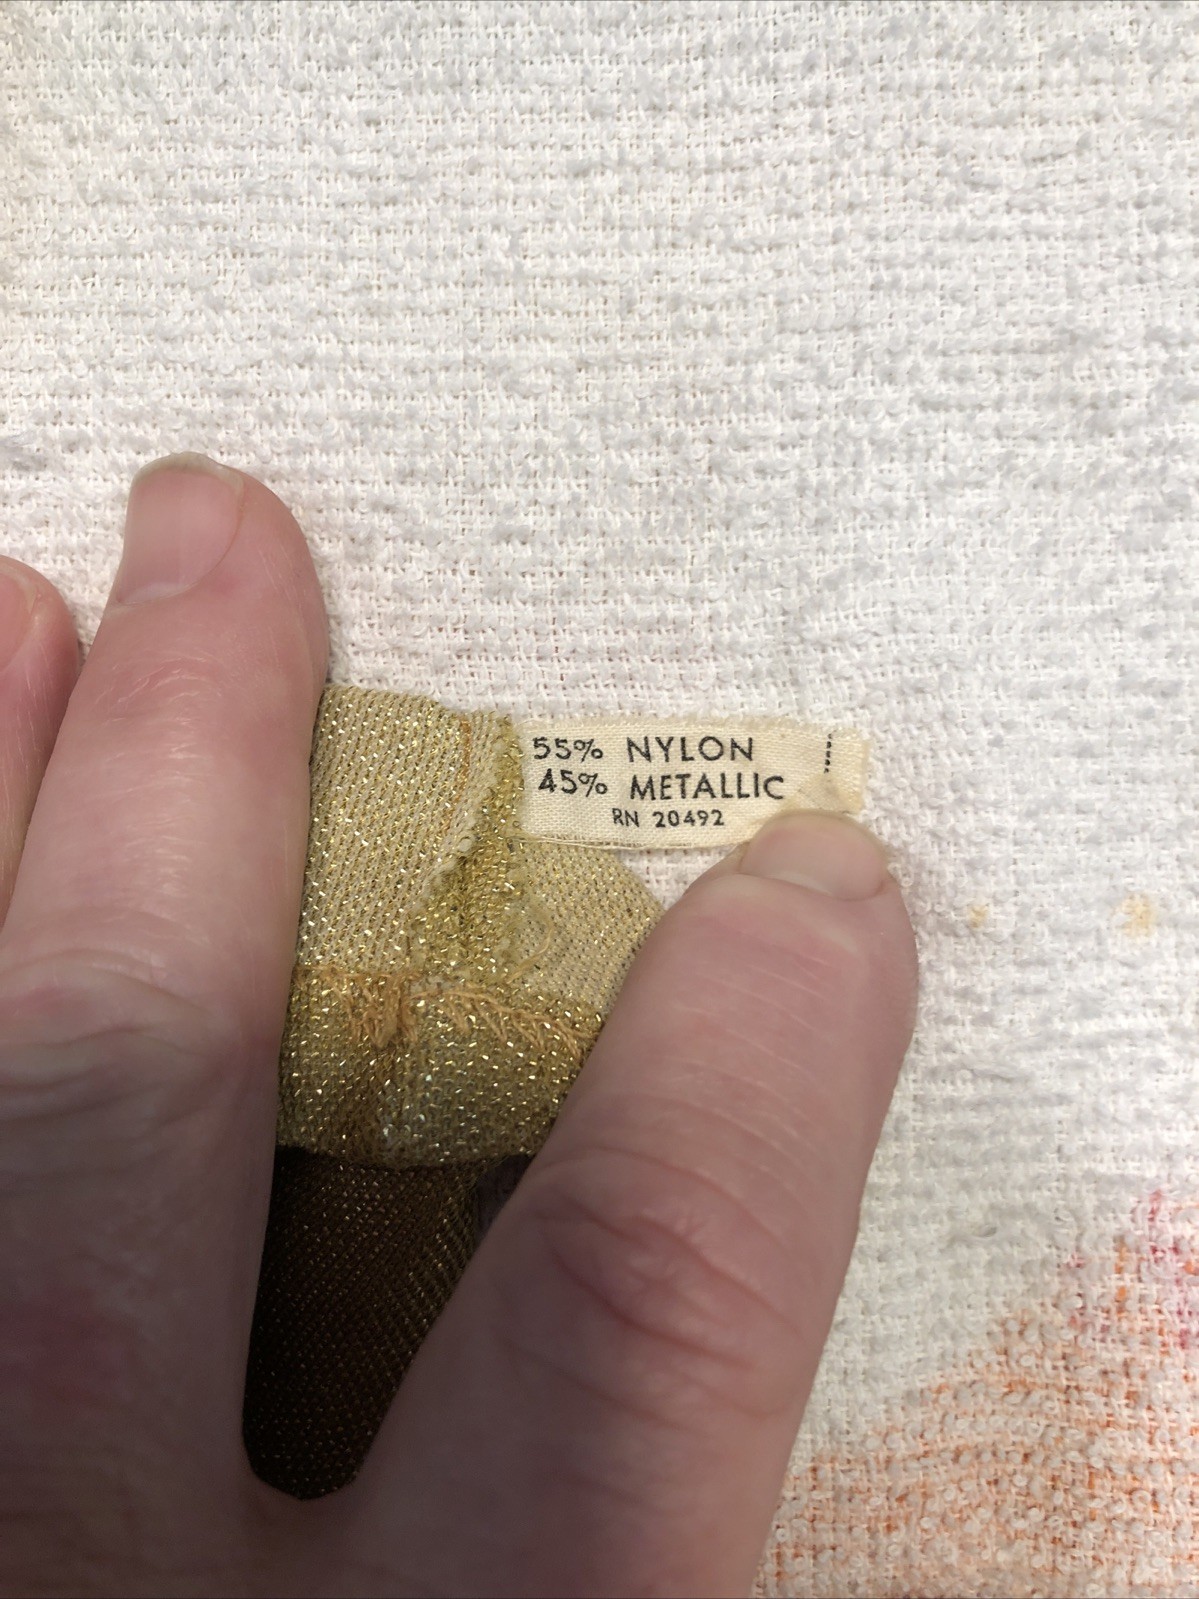 55% NYLON
45% METALLIC
RN 20492